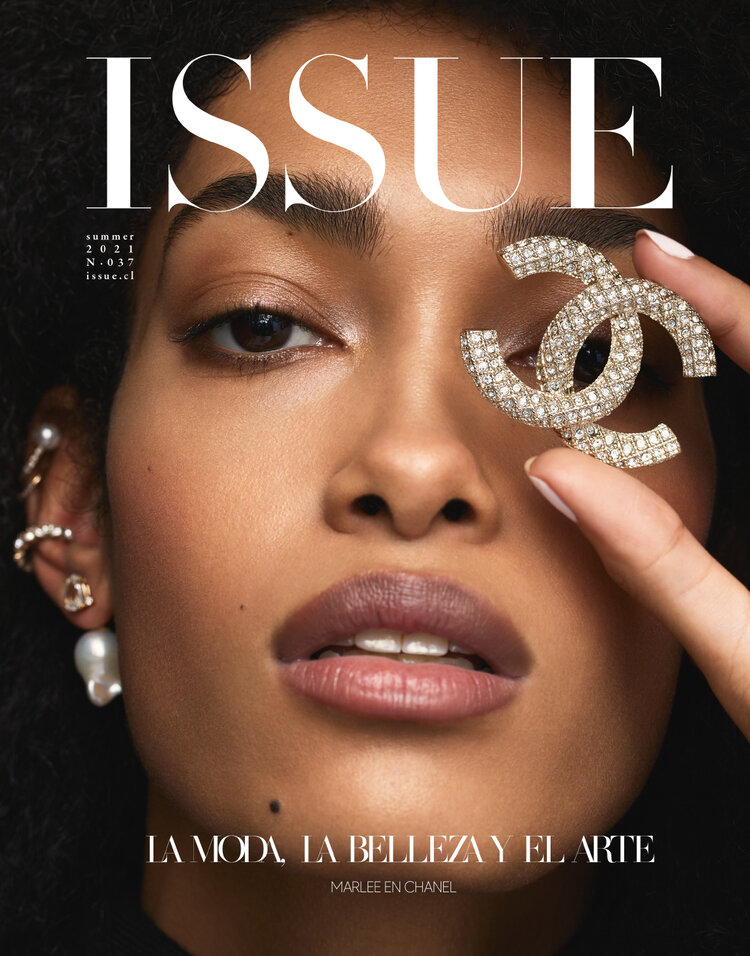 ISSUE
summer
2021
N.037
issue.cl
LA MODA, LA BELLEZA Y EL ARTE
MARLEE EN CHANEL